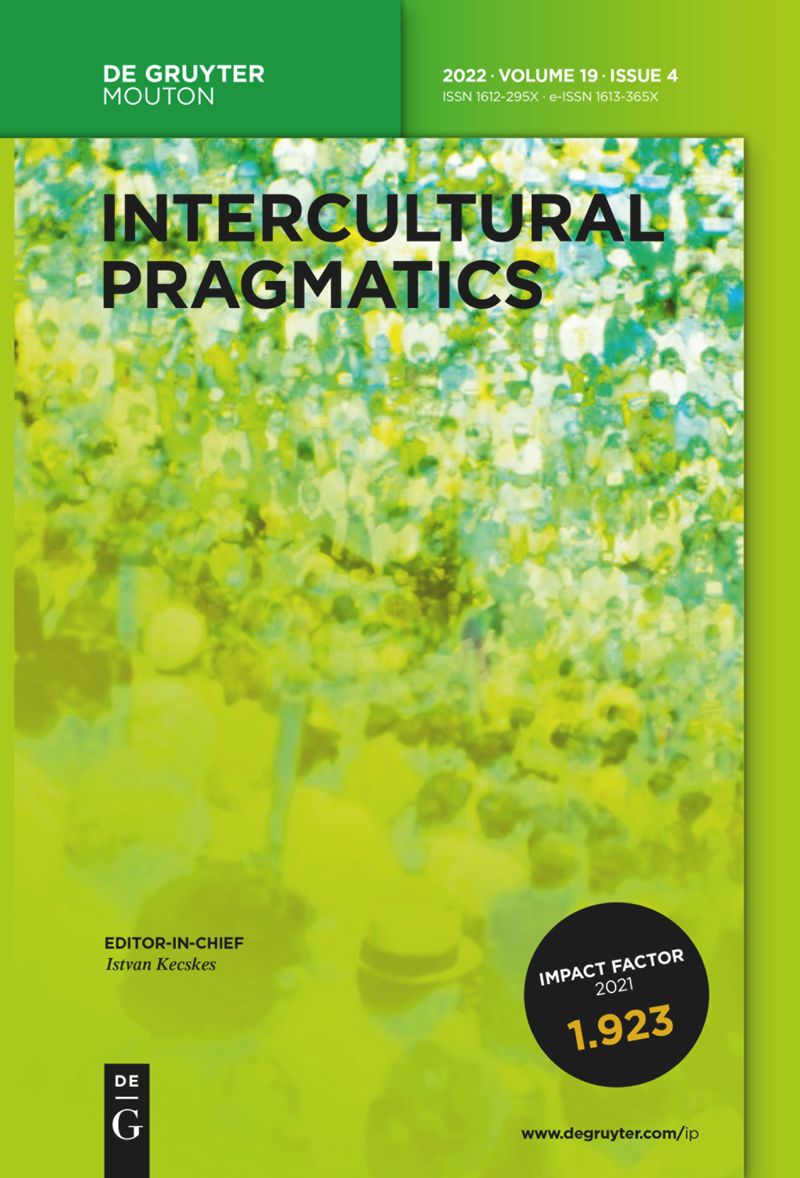 DE GRUYTER
MOUTON
2022 · VOLUME 19 · ISSUE 4
ISSN 1612-295X · e-ISSN 1613-365X
INTERCULTURAL
PRAGMATICS
EDITOR-IN-CHIEF
Istvan Kecskes
IMPACT FACTOR
2021
1.923
DE
G
www.degruyter.com/ip